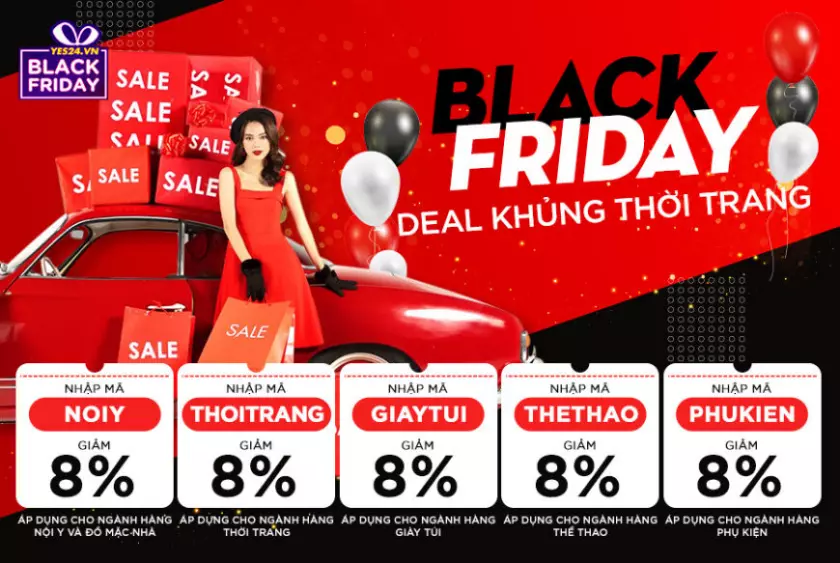 YES24.VN
BLACK
FRIDAY
SALE
SALE
SALE
SALE
SALE
SALE
SALE
SALE
BLACK
FRIDAY
DEAL KHỦNG THỜI TRANG
NHẬP MÃ
NOIY
GIẢM
8%
ÁP DỤNG CHO NGÀNH HÀNG
NỘI Y VÀ ĐỒ MẶC-NHÀ
NHẬP MÃ
THOITRANG
GIẢM
8%
ÁP DỤNG CHO NGÀNH HÀNG
THỜI TRANG
NHẬP MÃ
GIAYTUI
GIẢM
8%
ÁP DỤNG CHO NGÀNH HÀNG
GIÀY TÚI
NHẬP MÃ
THETHAO
GIẢM
8%
ÁP DỤNG CHO NGÀNH HÀNG
THỂ THAO
NHẬP MÃ
PHUKIEN
GIẢM
8%
ÁP DỤNG CHO NGÀNH HÀNG
PHỤ KIỆN